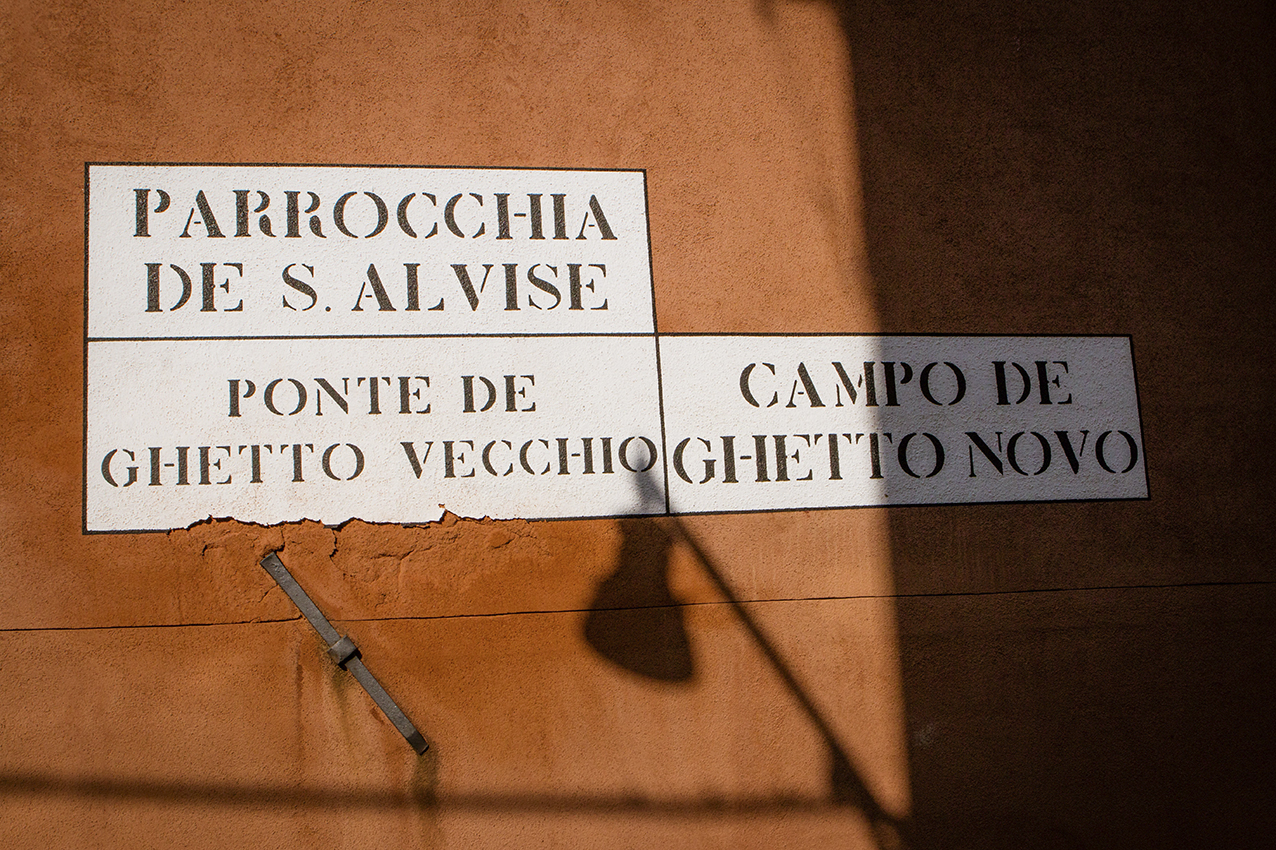 PARROCCHIA
DE S. ALVISE
PONTE DE
GHETTO VECCHIO
CAMPO DE
GHETTO NOVO